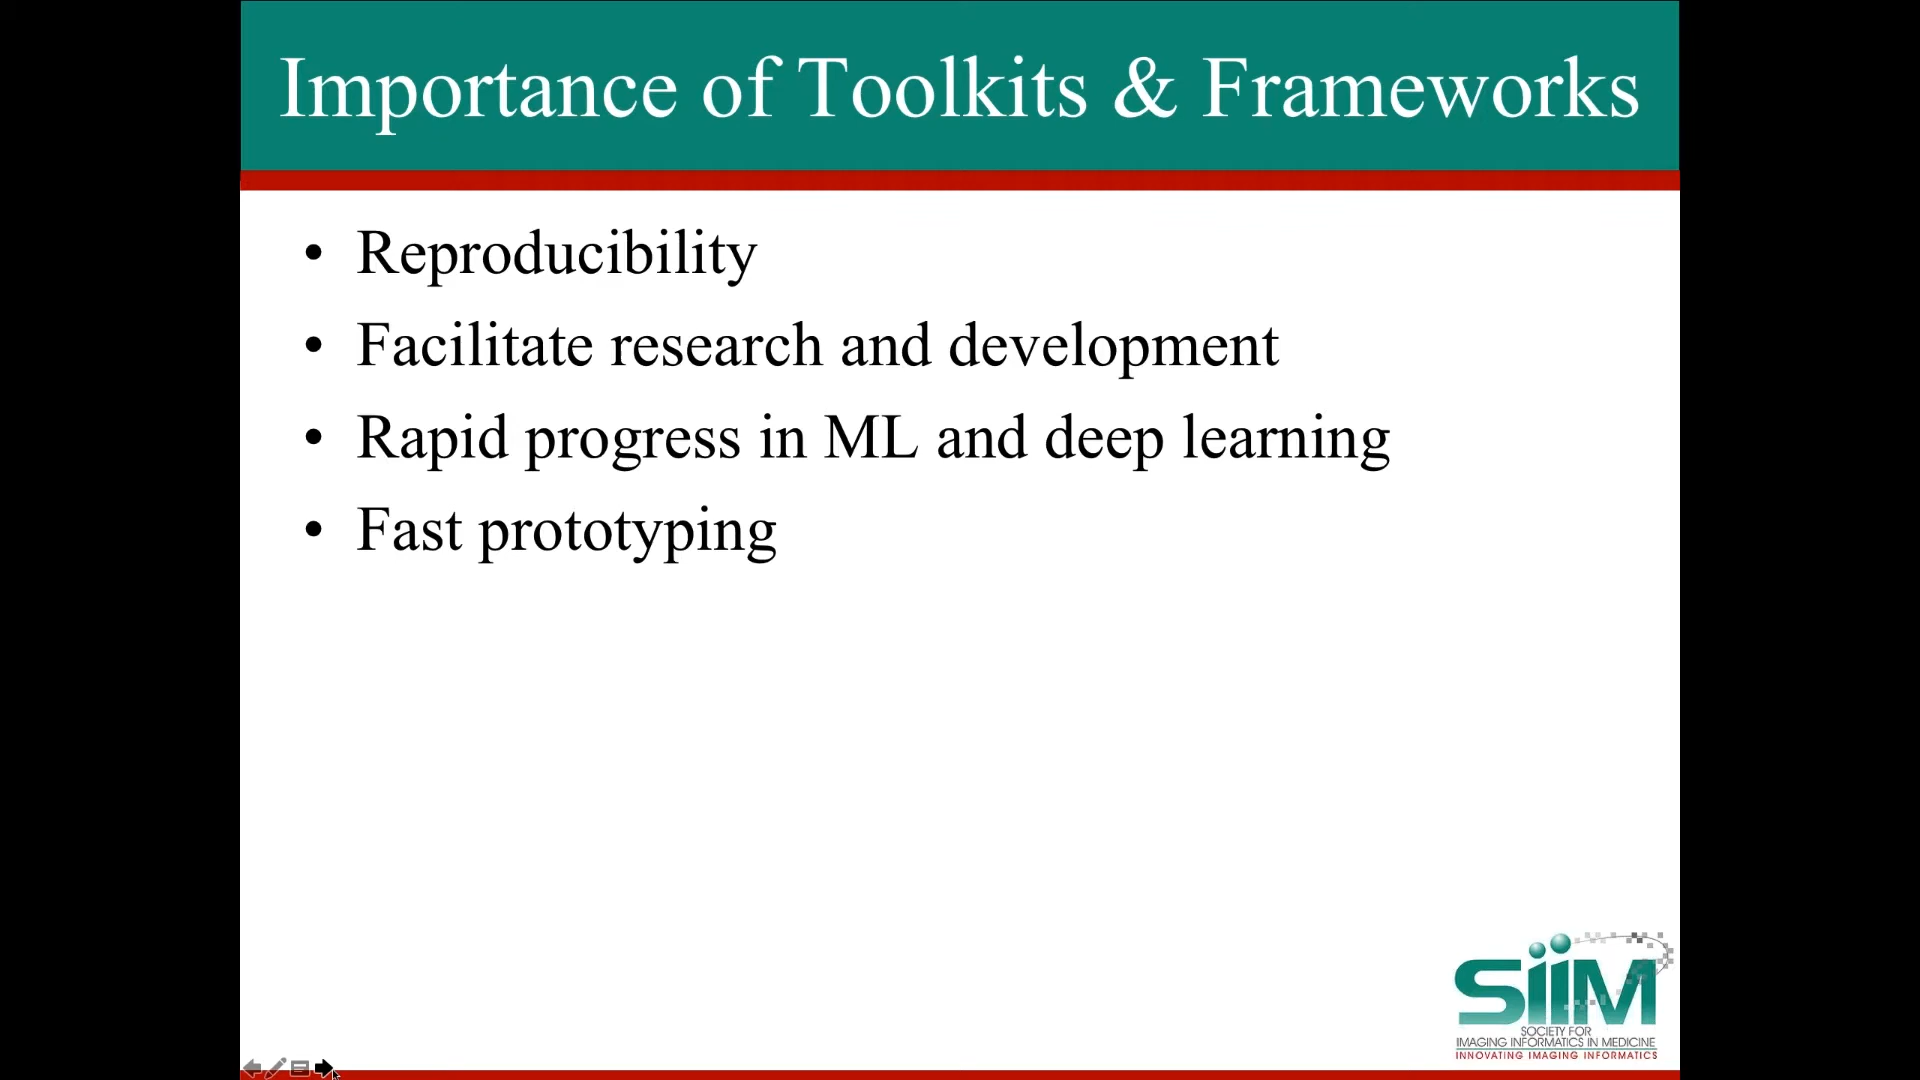 Importance of Toolkits & Frameworks
• Reproducibility
• Facilitate research and development
• Rapid progress in ML and deep learning
• Fast prototyping
SiiM
SOCIETY FOR
IMAGING INFORMATICS IN MEDICINE
INNOVATING IMAGING INFORMATICS